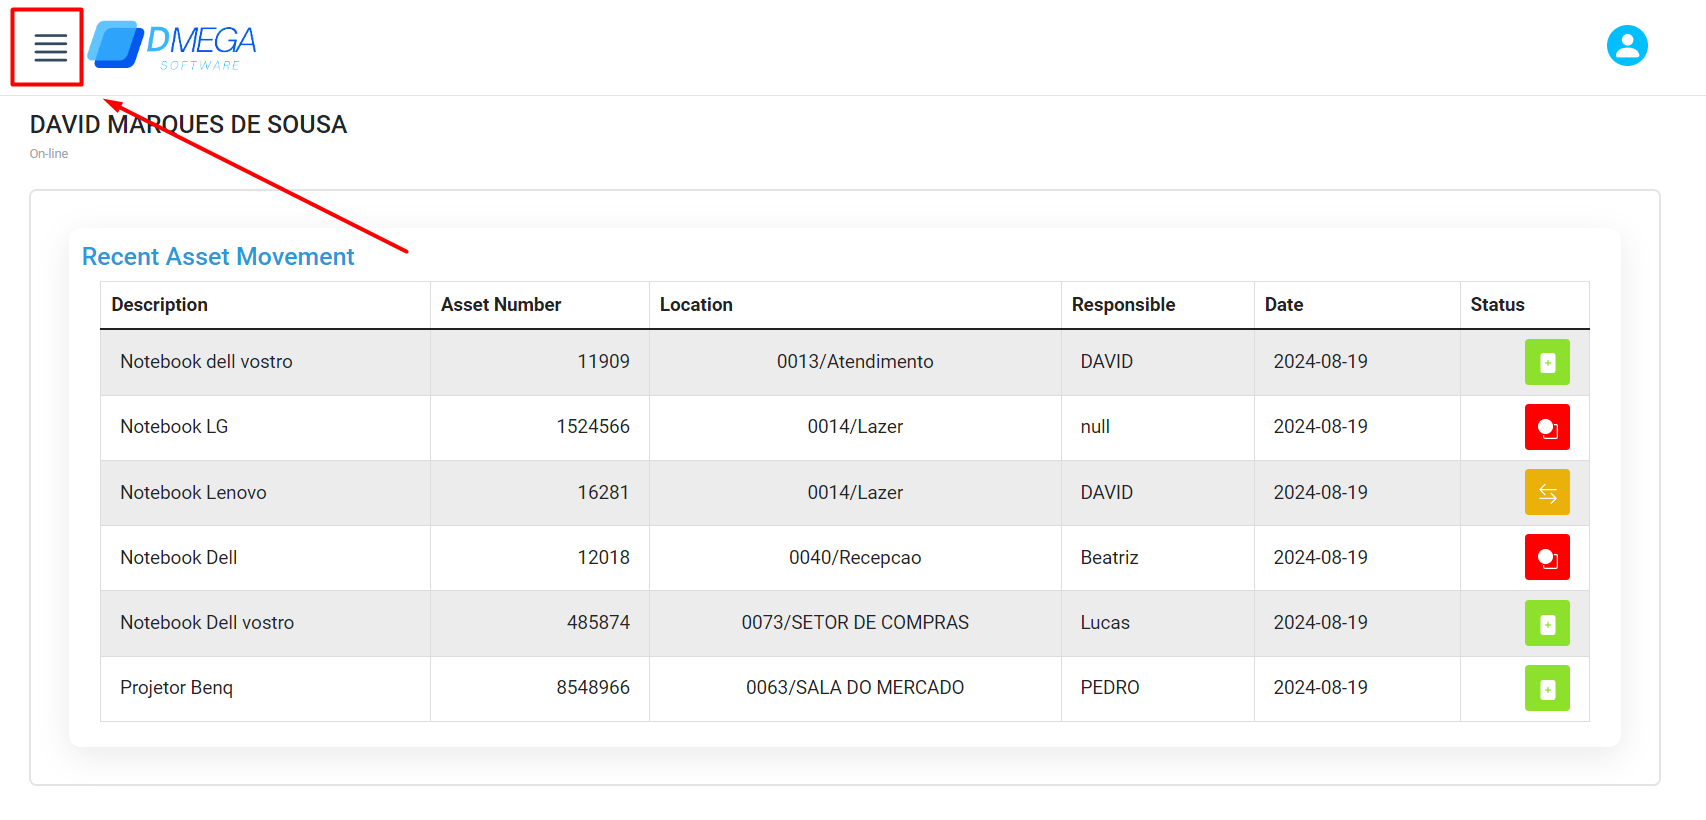 DMEGA
SOFTWARE
DAVID MARQUES DE SOUSA
On-line
Recent Asset Movement
Description Asset Number Location Responsible Date Status
Notebook dell vostro 11909 0013/Atendimento DAVID 2024-08-19
Notebook LG 1524566 0014/Lazer null 2024-08-19
Notebook Lenovo 16281 0014/Lazer DAVID 2024-08-19
Notebook Dell 12018 0040/Recepcao Beatriz 2024-08-19
Notebook Dell vostro 485874 0073/SETOR DE COMPRAS Lucas 2024-08-19
Projetor Benq 8548966 0063/SALA DO MERCADO PEDRO 2024-08-19